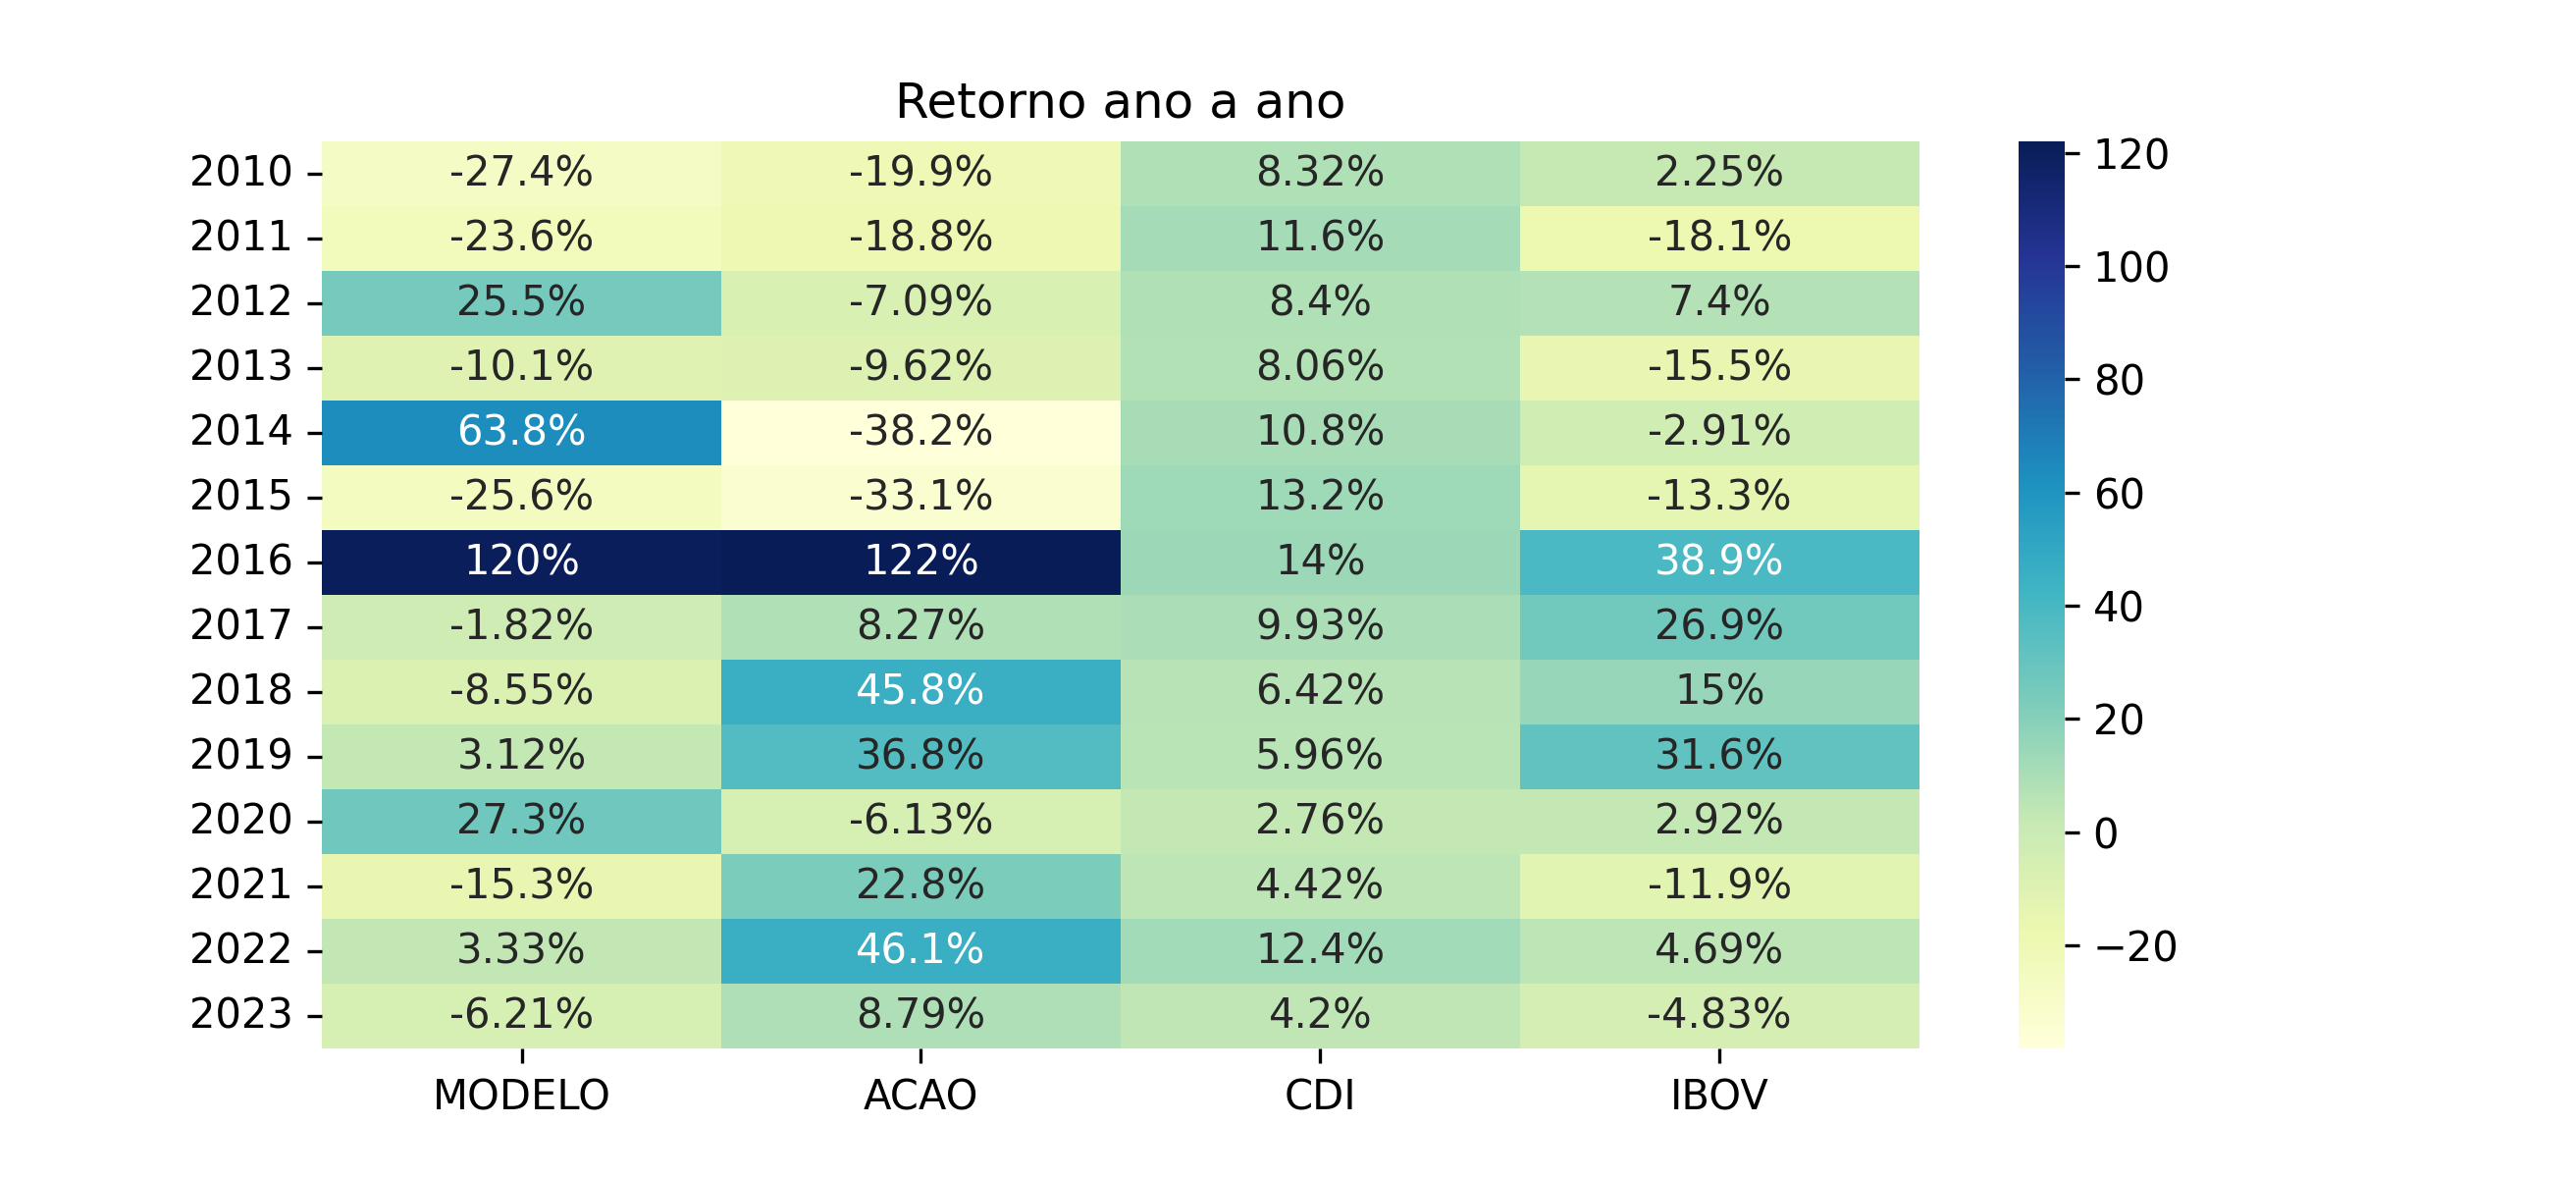 Retorno ano a ano
2010 -27.4% -19.9% 8.32% 2.25%
2011 -23.6% -18.8% 11.6% -18.1%
2012 25.5% -7.09% 8.4% 7.4%
2013 -10.1% -9.62% 8.06% -15.5%
2014 63.8% -38.2% 10.8% -2.91%
2015 -25.6% -33.1% 13.2% -13.3%
2016 120% 122% 14% 38.9%
2017 -1.82% 8.27% 9.93% 26.9%
2018 -8.55% 45.8% 6.42% 15%
2019 3.12% 36.8% 5.96% 31.6%
2020 27.3% -6.13% 2.76% 2.92%
2021 -15.3% 22.8% 4.42% -11.9%
2022 3.33% 46.1% 12.4% 4.69%
2023 -6.21% 8.79% 4.2% -4.83%
MODELO ACAO CDI IBOV
120
100
80
60
40
20
0
−20